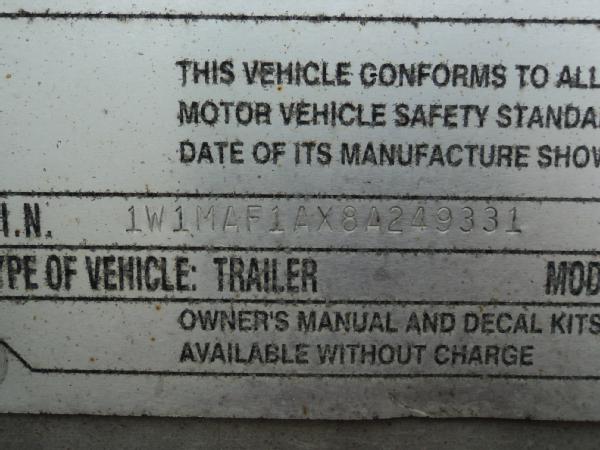 THIS VEHICLE CONFORMS TO ALL
MOTOR VEHICLE SAFETY STANDA
DATE OF ITS MANUFACTURE SHOW
I.N. 1W1MAF1AX8A249331
YPE OF VEHICLE: TRAILER MOD
OWNER'S MANUAL AND DECAL KITS
AVAILABLE WITHOUT CHARGE